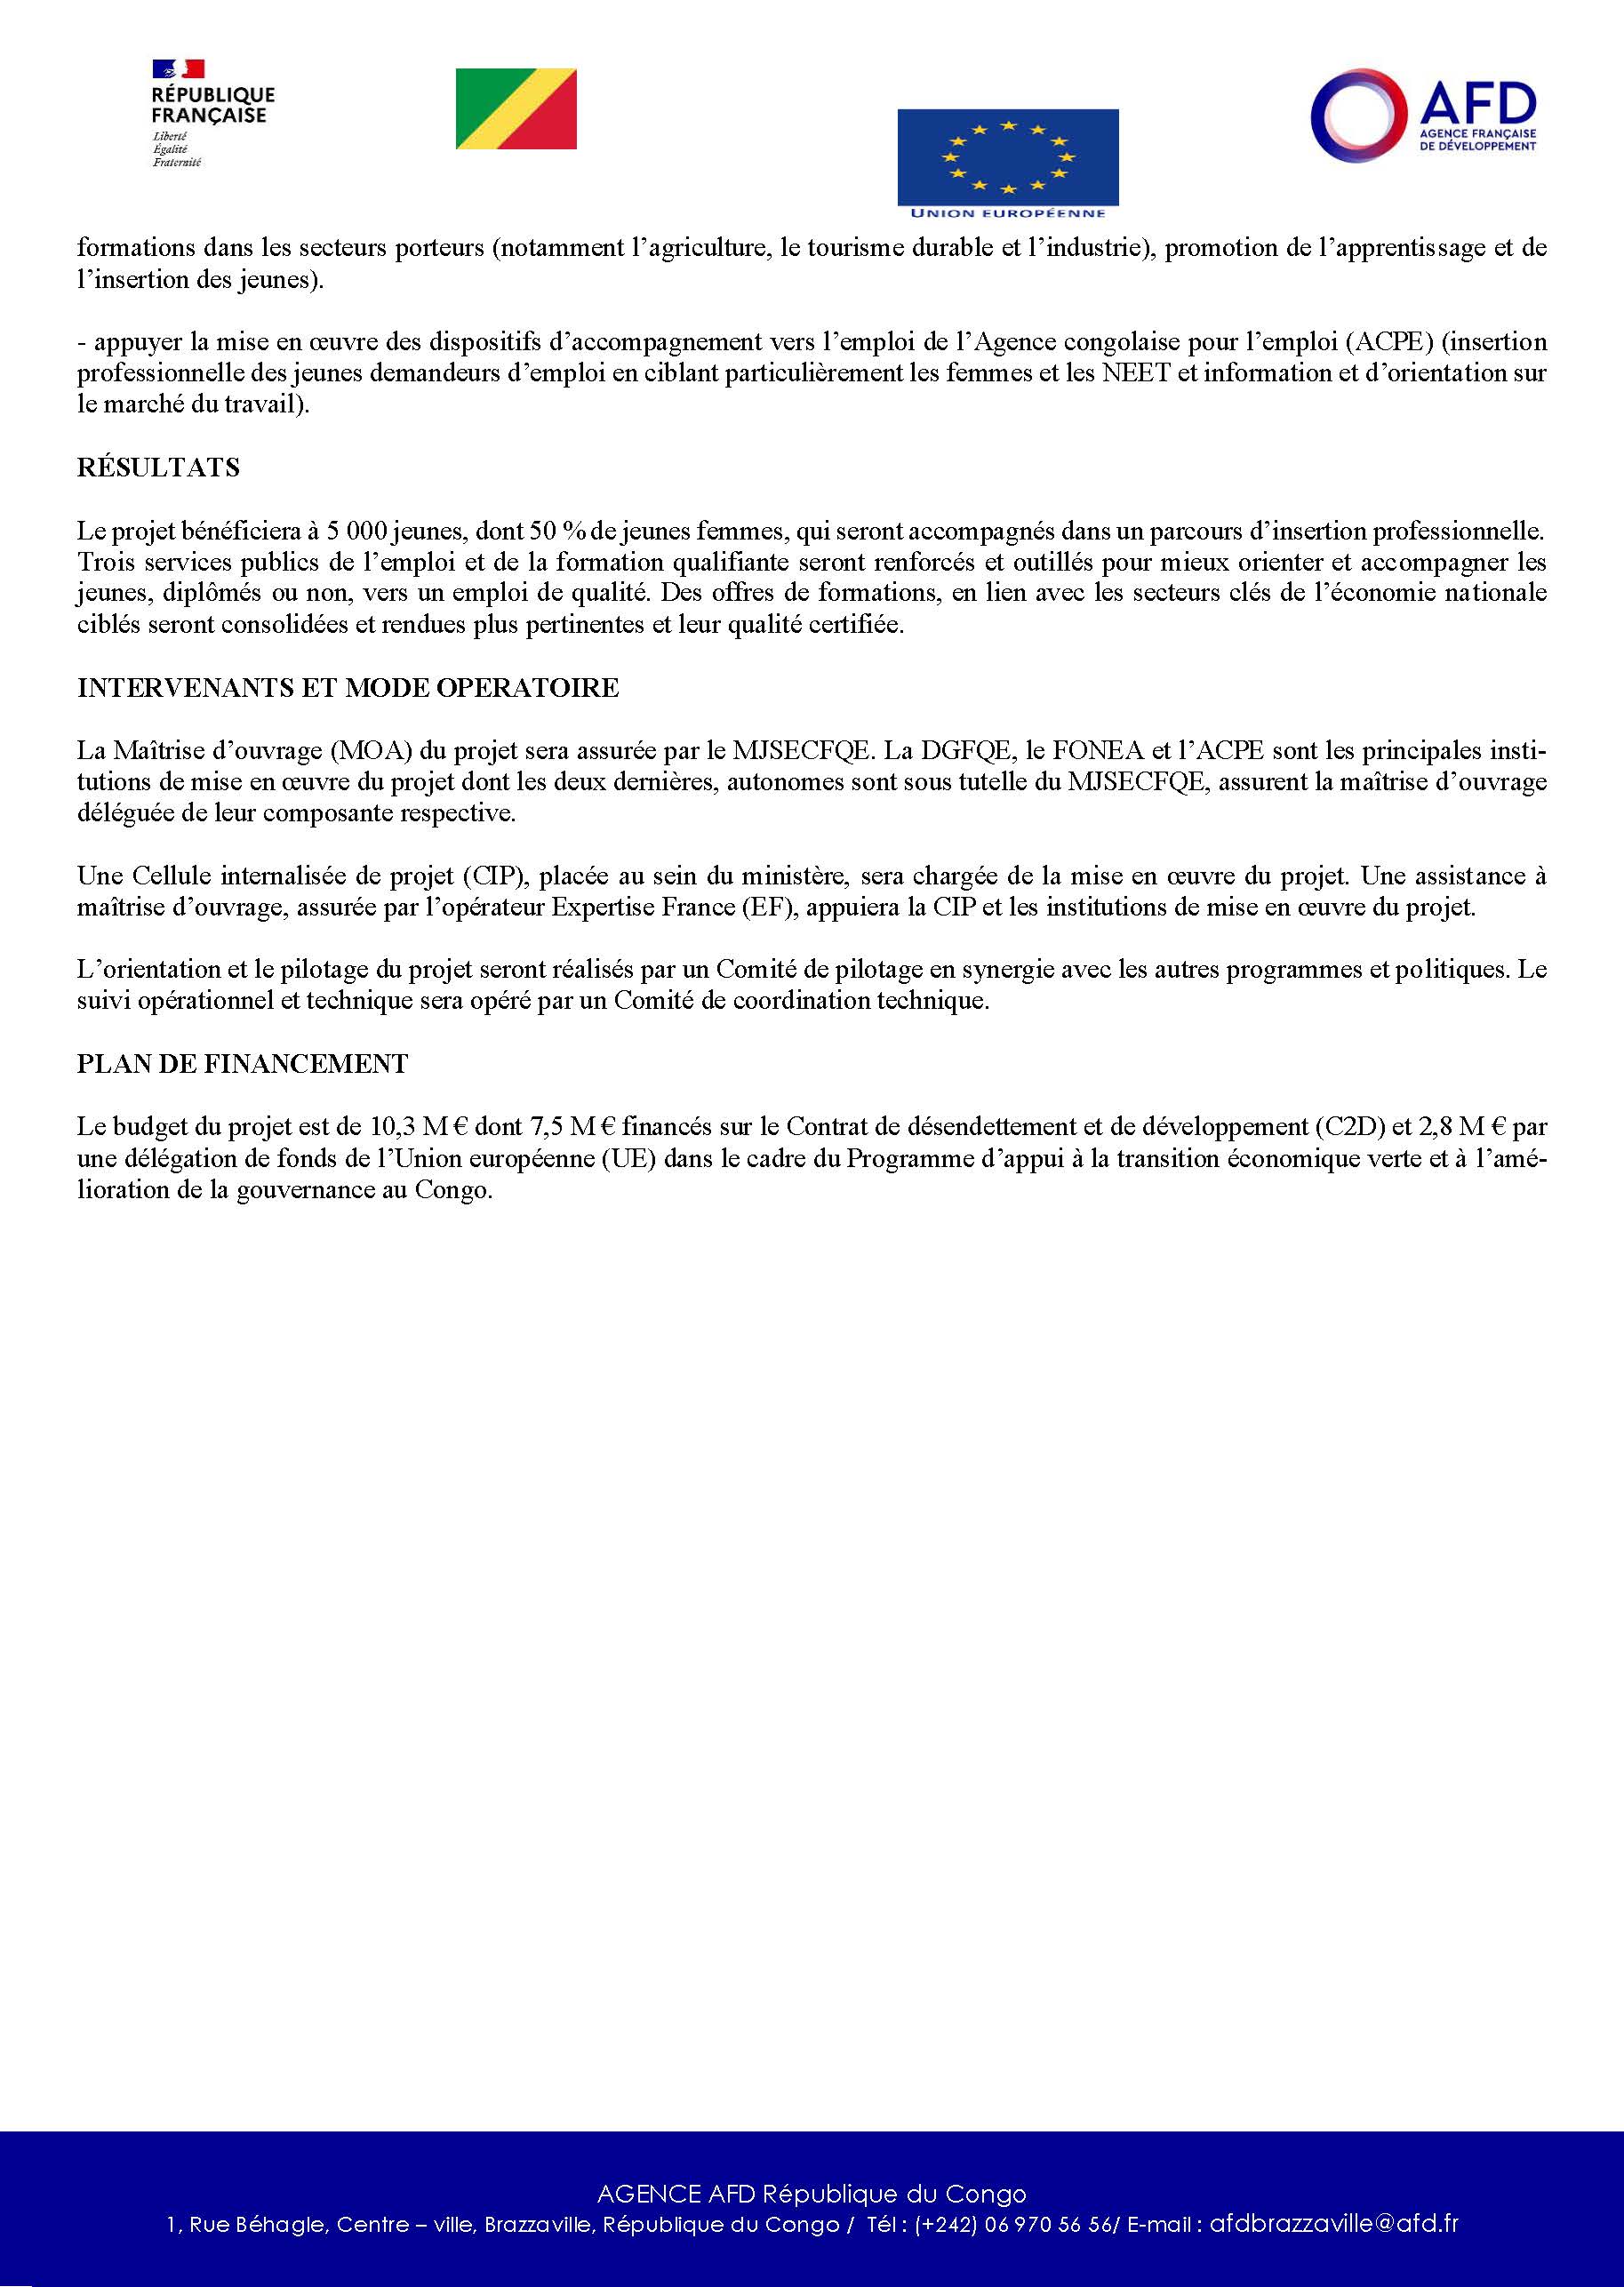 RÉPUBLIQUE
FRANÇAISE
Liberté
Égalité
Fraternité
UNION EUROPÉENNE
AFD
AGENCE FRANÇAISE
DE DÉVELOPPEMENT
formations dans les secteurs porteurs (notamment l’agriculture, le tourisme durable et l’industrie), promotion de l’apprentissage et de
l’insertion des jeunes).
- appuyer la mise en œuvre des dispositifs d’accompagnement vers l’emploi de l’Agence congolaise pour l’emploi (ACPE) (insertion
professionnelle des jeunes demandeurs d’emploi en ciblant particulièrement les femmes et les NEET et information et d’orientation sur
le marché du travail).
RÉSULTATS
Le projet bénéficiera à 5 000 jeunes, dont 50 % de jeunes femmes, qui seront accompagnés dans un parcours d’insertion professionnelle.
Trois services publics de l’emploi et de la formation qualifiante seront renforcés et outillés pour mieux orienter et accompagner les
jeunes, diplômés ou non, vers un emploi de qualité. Des offres de formations, en lien avec les secteurs clés de l’économie nationale
ciblés seront consolidées et rendues plus pertinentes et leur qualité certifiée.
INTERVENANTS ET MODE OPERATOIRE
La Maîtrise d’ouvrage (MOA) du projet sera assurée par le MJSECFQE. La DGFQE, le FONEA et l’ACPE sont les principales insti-
tutions de mise en œuvre du projet dont les deux dernières, autonomes sont sous tutelle du MJSECFQE, assurent la maîtrise d’ouvrage
déléguée de leur composante respective.
Une Cellule internalisée de projet (CIP), placée au sein du ministère, sera chargée de la mise en œuvre du projet. Une assistance à
maîtrise d’ouvrage, assurée par l’opérateur Expertise France (EF), appuiera la CIP et les institutions de mise en œuvre du projet.
L’orientation et le pilotage du projet seront réalisés par un Comité de pilotage en synergie avec les autres programmes et politiques. Le
suivi opérationnel et technique sera opéré par un Comité de coordination technique.
PLAN DE FINANCEMENT
Le budget du projet est de 10,3 M € dont 7,5 M € financés sur le Contrat de désendettement et de développement (C2D) et 2,8 M € par
une délégation de fonds de l’Union européenne (UE) dans le cadre du Programme d’appui à la transition économique verte et à l’amé-
lioration de la gouvernance au Congo.
AGENCE AFD République du Congo
1, Rue Béhagle, Centre – ville, Brazzaville, République du Congo / Tél : (+242) 06 970 56 56/ E-mail : afdbrazzaville@afd.fr